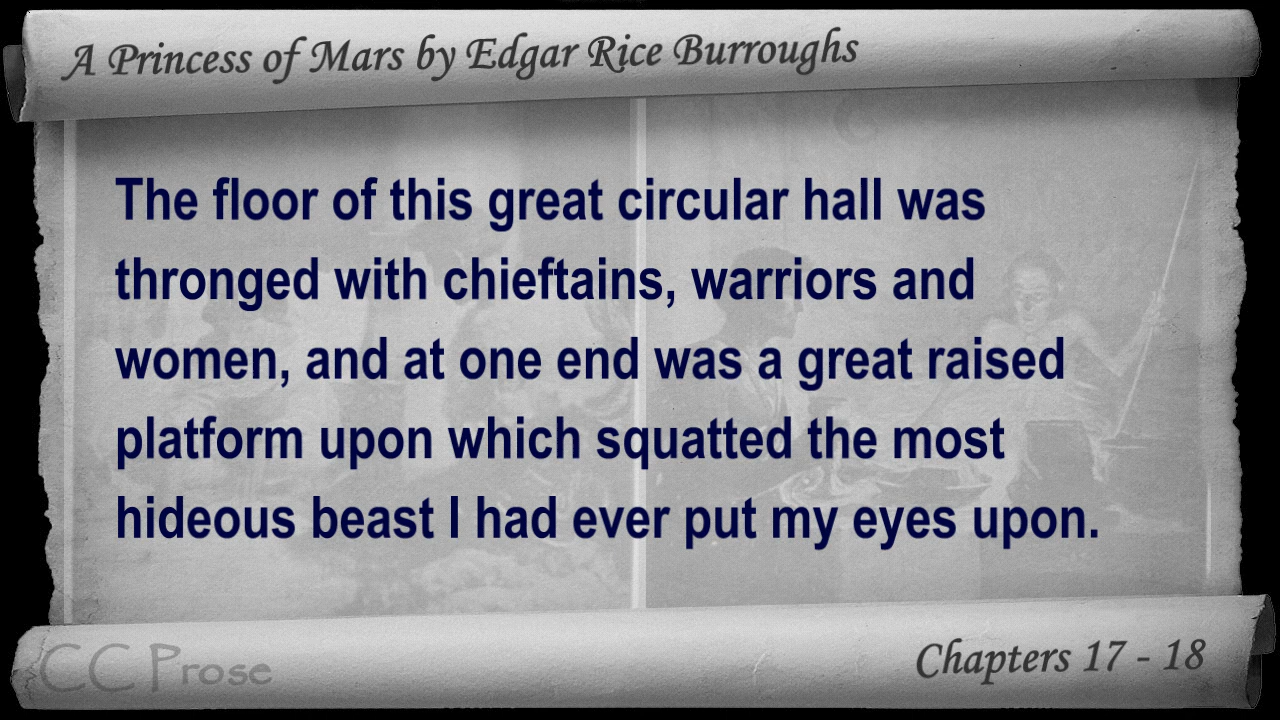 A Princess of Mars by Edgar Rice Burroughs
The floor of this great circular hall was
thronged with chieftains, warriors and
women, and at one end was a great raised
platform upon which squatted the most
hideous beast I had ever put my eyes upon.
CC Prose
Chapters 17 - 18